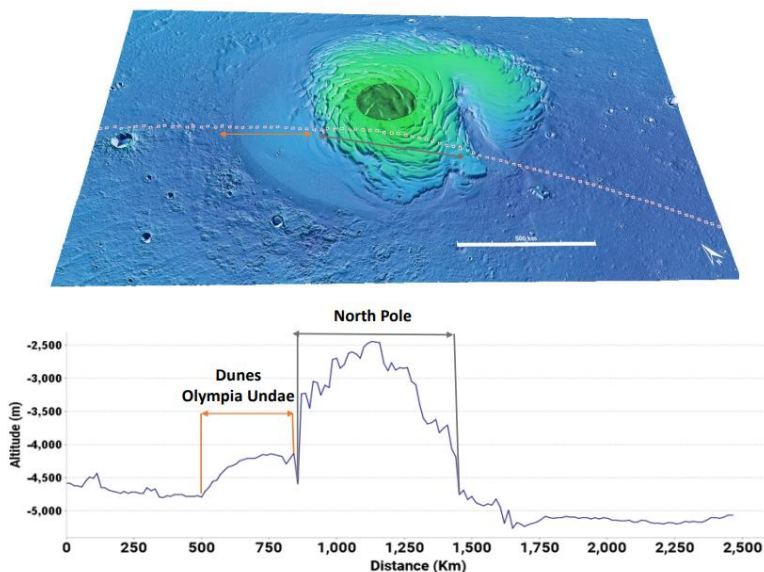 500 km
North Pole
Dunes
Olympia Undae
Altitude (m)
-2,500
-3,000
-3,500
-4,000
-4,500
-5,000
0 250 500 750 1,000 1,250 1,500 1,750 2,000 2,250 2,500
Distance (Km)